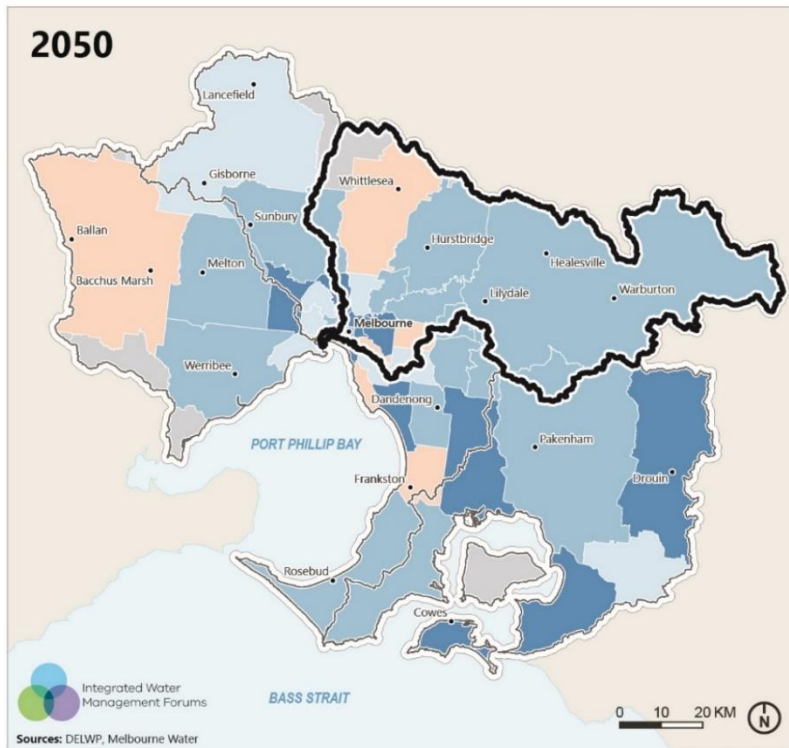 2050
Lancefield
Gisborne
Whittlesea
Sunbury
Ballan
Hurstbridge
Melton
Healesville
Bacchus Marsh
Lilydale
Warburton
Melbourne
Werribee
Dandenong
PORT PHILLIP BAY
Pakenham
Frankston
Drouin
Rosebud
Cowes
Integrated Water
Management Forums
BASS STRAIT
0 10 20 KM
N
Sources: DELWP, Melbourne Water